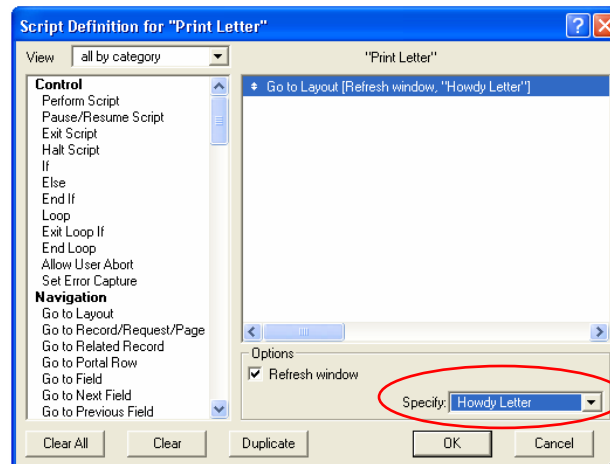 Script Definition for "Print Letter"
View all by category "Print Letter"
Control
Perform Script
Pause/Resume Script
Exit Script
Halt Script
If
Else
End If
Loop
Exit Loop If
End Loop
Allow User Abort
Set Error Capture
Navigation
Go to Layout
Go to Record/Request/Page
Go to Related Record
Go to Portal Row
Go to Field
Go to Next Field
Go to Previous Field
Go to Layout [Refresh window, "Howdy Letter"]
Options
Refresh window
Specify: Howdy Letter
Clear All Clear Duplicate OK Cancel